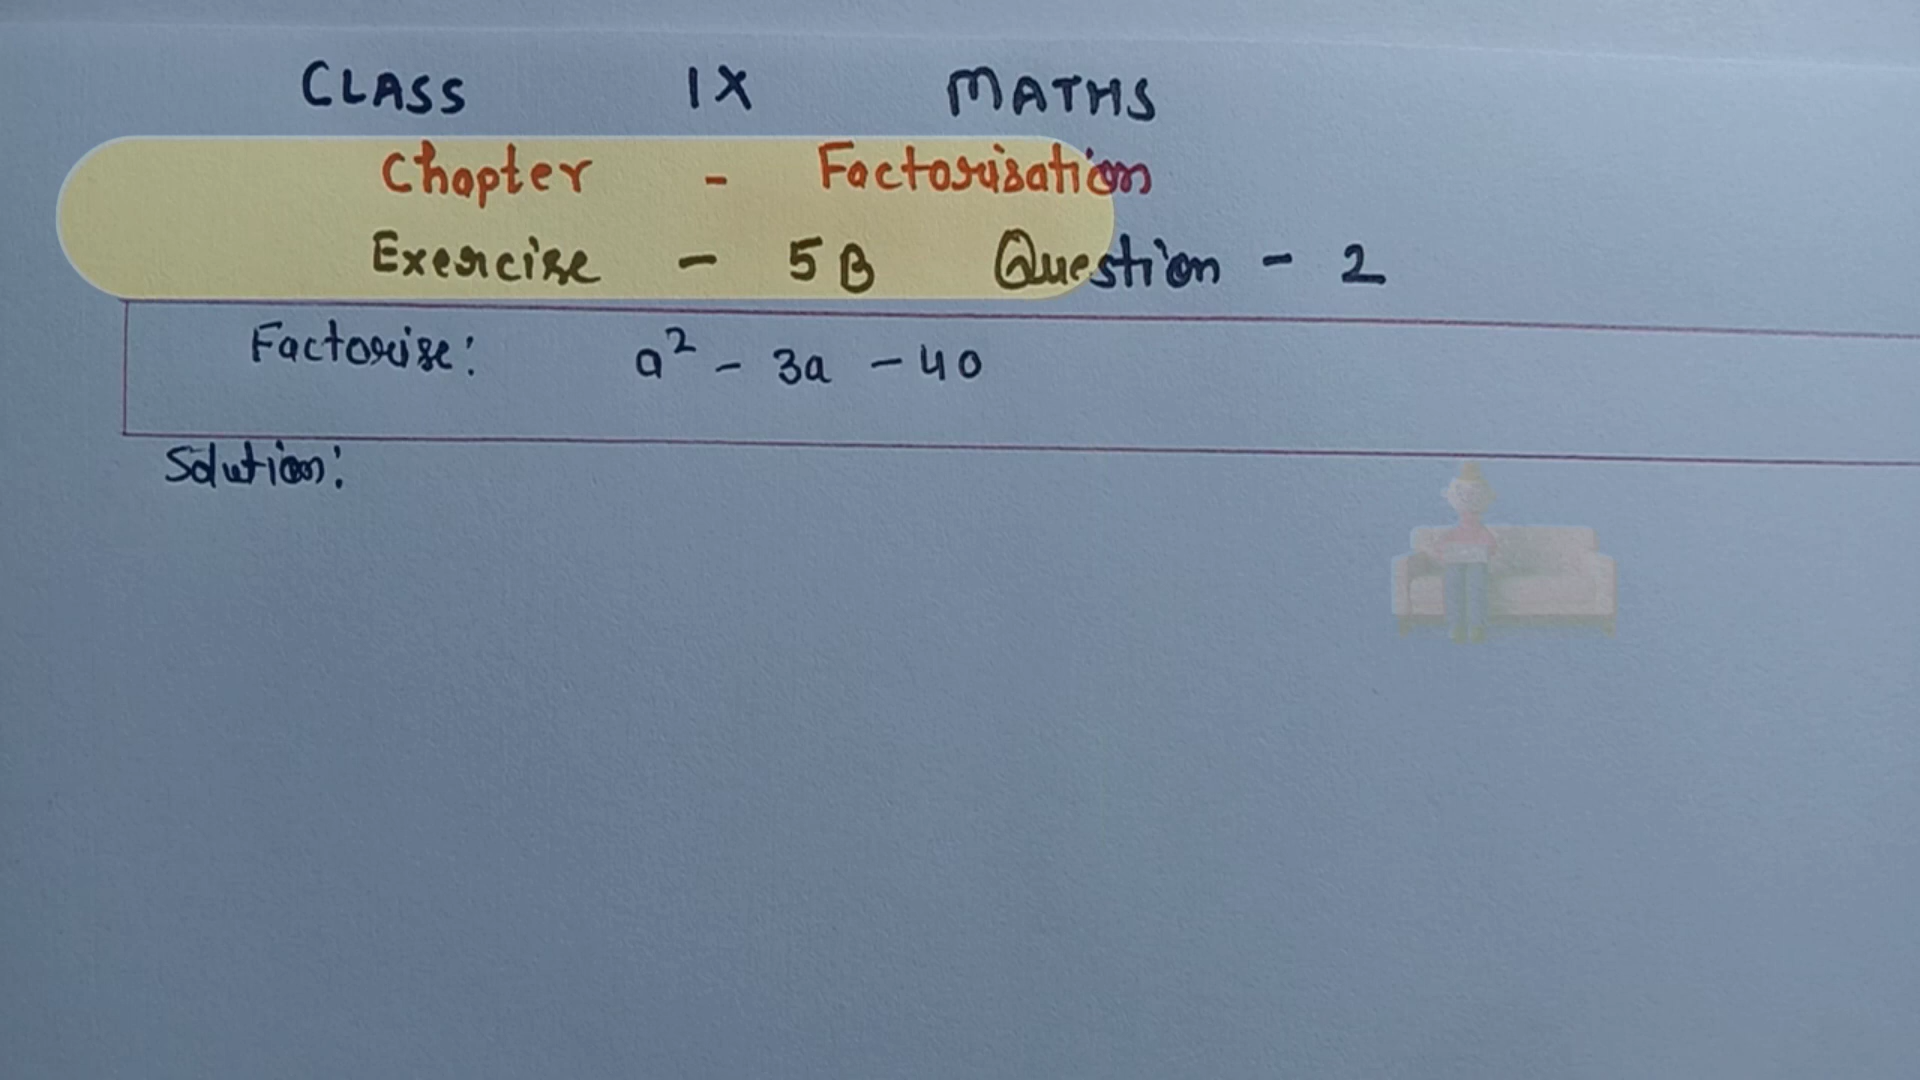 CLASS IX MATHS
Chapter - Factorisation
Exercise - 5B Question - 2
Factorise: a² - 3a - 40
Solution: